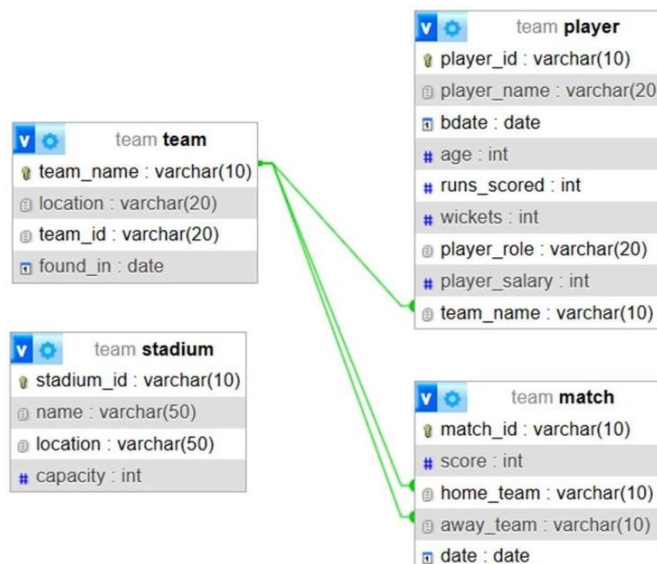 team team
team_name : varchar(10)
location : varchar(20)
team_id : varchar(20)
found_in : date
team stadium
stadium_id : varchar(10)
name : varchar(50)
location : varchar(50)
capacity : int
team player
player_id : varchar(10)
player_name : varchar(20
bdate : date
age : int
runs_scored : int
wickets : int
player_role : varchar(20)
player_salary : int
team_name : varchar(10)
team match
match_id : varchar(10)
score : int
home_team : varchar(10)
away_team : varchar(10)
date : date